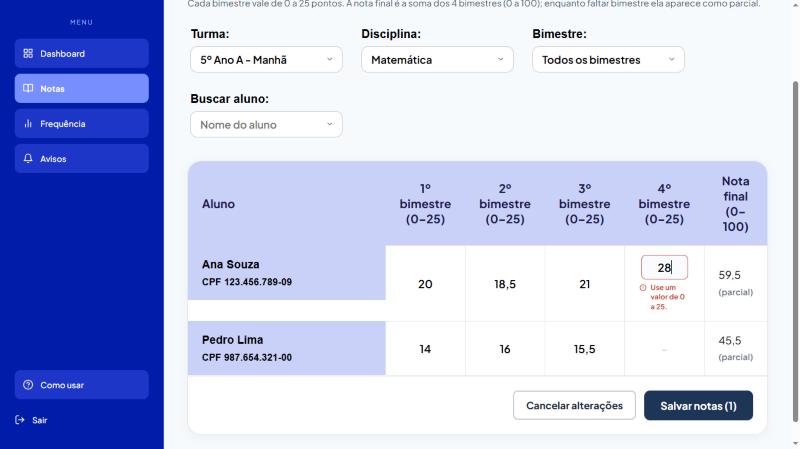 Cada bimestre vale de 0 a 25 pontos. A nota final é a soma dos 4 bimestres (0 a 100); enquanto faltar bimestre ela aparece como parcial.
MENU
Dashboard
Notas
Frequência
Avisos
Como usar
Sair
Turma: Disciplina: Bimestre:
5º Ano A - Manhã Matemática Todos os bimestres
Buscar aluno:
Nome do aluno
Aluno
1º
bimestre
(0–25)
2º
bimestre
(0–25)
3º
bimestre
(0–25)
4º
bimestre
(0–25)
Nota
final
(0–
100)
Ana Souza
CPF 123.456.789-09
20 18,5 21 28
Use um
valor de 0
a 25.
59,5
(parcial)
Pedro Lima
CPF 987.654.321-00
14 16 15,5 –
45,5
(parcial)
Cancelar alterações Salvar notas (1)